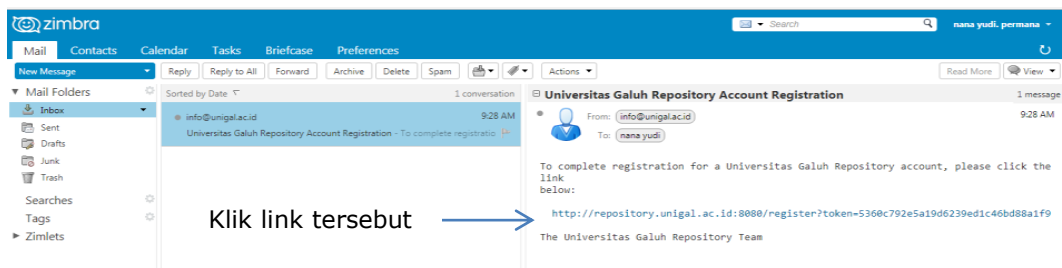 zimbra
Search
nana yudi. permana
Mail Contacts Calendar Tasks Briefcase Preferences
New Message
Reply Reply to All Forward Archive Delete Spam Actions Read More View
Mail Folders
Inbox
Sent
Drafts
Junk
Trash
Searches
Tags
Zimlets
Sorted by Date 1 conversation
info@unigal.ac.id 9:28 AM
Universitas Galuh Repository Account Registration - To complete registratio
Klik link tersebut
Universitas Galuh Repository Account Registration 1 message
From: info@unigal.ac.id 9:28 AM
To: nana yudi
To complete registration for a Universitas Galuh Repository account, please click the
link
below:
http://repository.unigal.ac.id:8080/register?token=5360c792e5a19d6239ed1c46bd88a1f9
The Universitas Galuh Repository Team